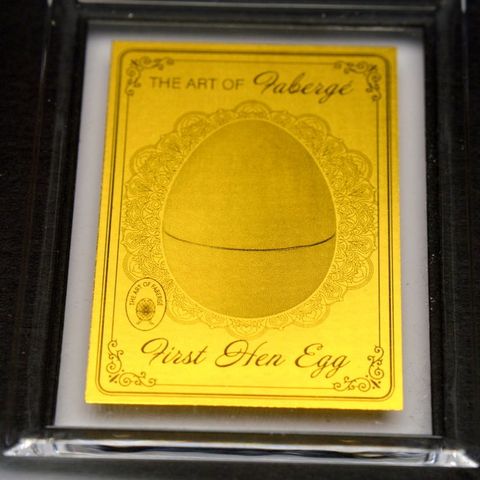 THE ART OF Fabergé
THE ART OF FABERGÉ
First Hen Egg